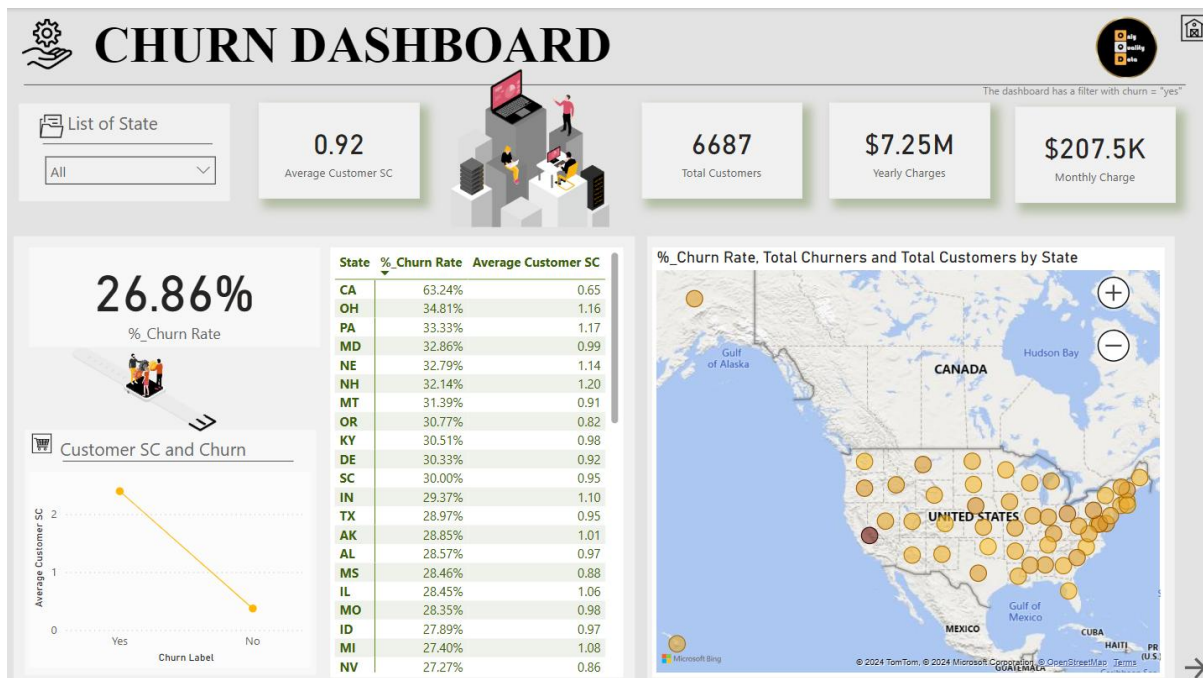 CHURN DASHBOARD
Only
Quality
Data
The dashboard has a filter with churn = "yes"
List of State
All
0.92
Average Customer SC
6687
Total Customers
$7.25M
Yearly Charges
$207.5K
Monthly Charge
26.86%
%_Churn Rate
Customer SC and Churn
Average Customer SC
2
1
0
Yes No
Churn Label
State %_Churn Rate Average Customer SC
CA 63.24% 0.65
OH 34.81% 1.16
PA 33.33% 1.17
MD 32.86% 0.99
NE 32.79% 1.14
NH 32.14% 1.20
MT 31.39% 0.91
OR 30.77% 0.82
KY 30.51% 0.98
DE 30.33% 0.92
SC 30.00% 0.95
IN 29.37% 1.10
TX 28.97% 0.95
AK 28.85% 1.01
AL 28.57% 0.97
MS 28.46% 0.88
IL 28.45% 1.06
MO 28.35% 0.98
ID 27.89% 0.97
MI 27.40% 1.08
NV 27.27% 0.86
%_Churn Rate, Total Churners and Total Customers by State
Gulf
of Alaska
Hudson Bay
CANADA
UNITED STATES
Gulf of
Mexico
MEXICO
CUBA
HAITI
PR
(U.S.
GUATEMALA
Microsoft Bing
© 2024 TomTom, © 2024 Microsoft Corporation, © OpenStreetMap Terms